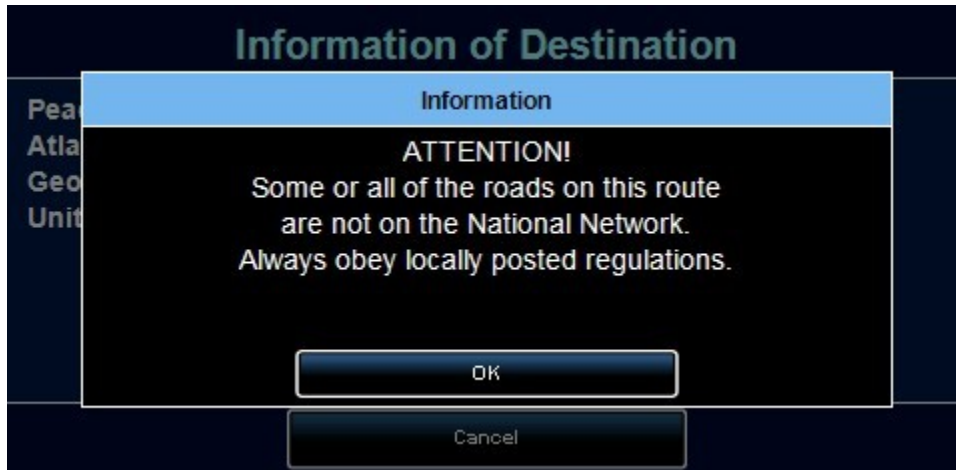 Information of Destination
Information
Pea
Atla
Geo
Unit
ATTENTION!
Some or all of the roads on this route
are not on the National Network.
Always obey locally posted regulations.
OK
Cancel